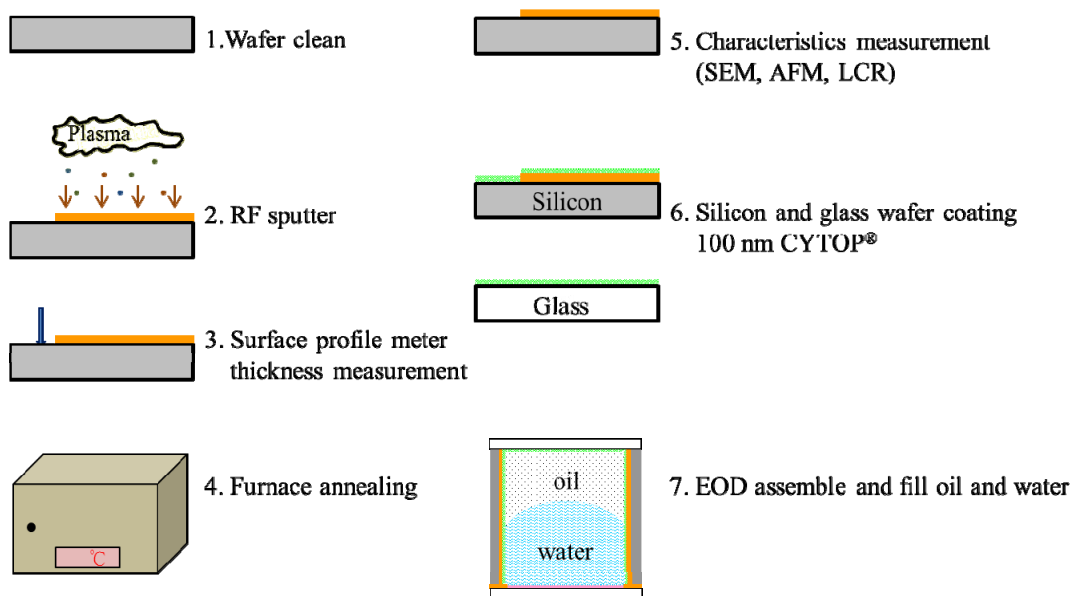 1.Wafer clean
Plasma
2. RF sputter
3. Surface profile meter
thickness measurement
4. Furnace annealing
°C
5. Characteristics measurement
(SEM, AFM, LCR)
Silicon
6. Silicon and glass wafer coating
100 nm CYTOP®
Glass
oil
water
7. EOD assemble and fill oil and water